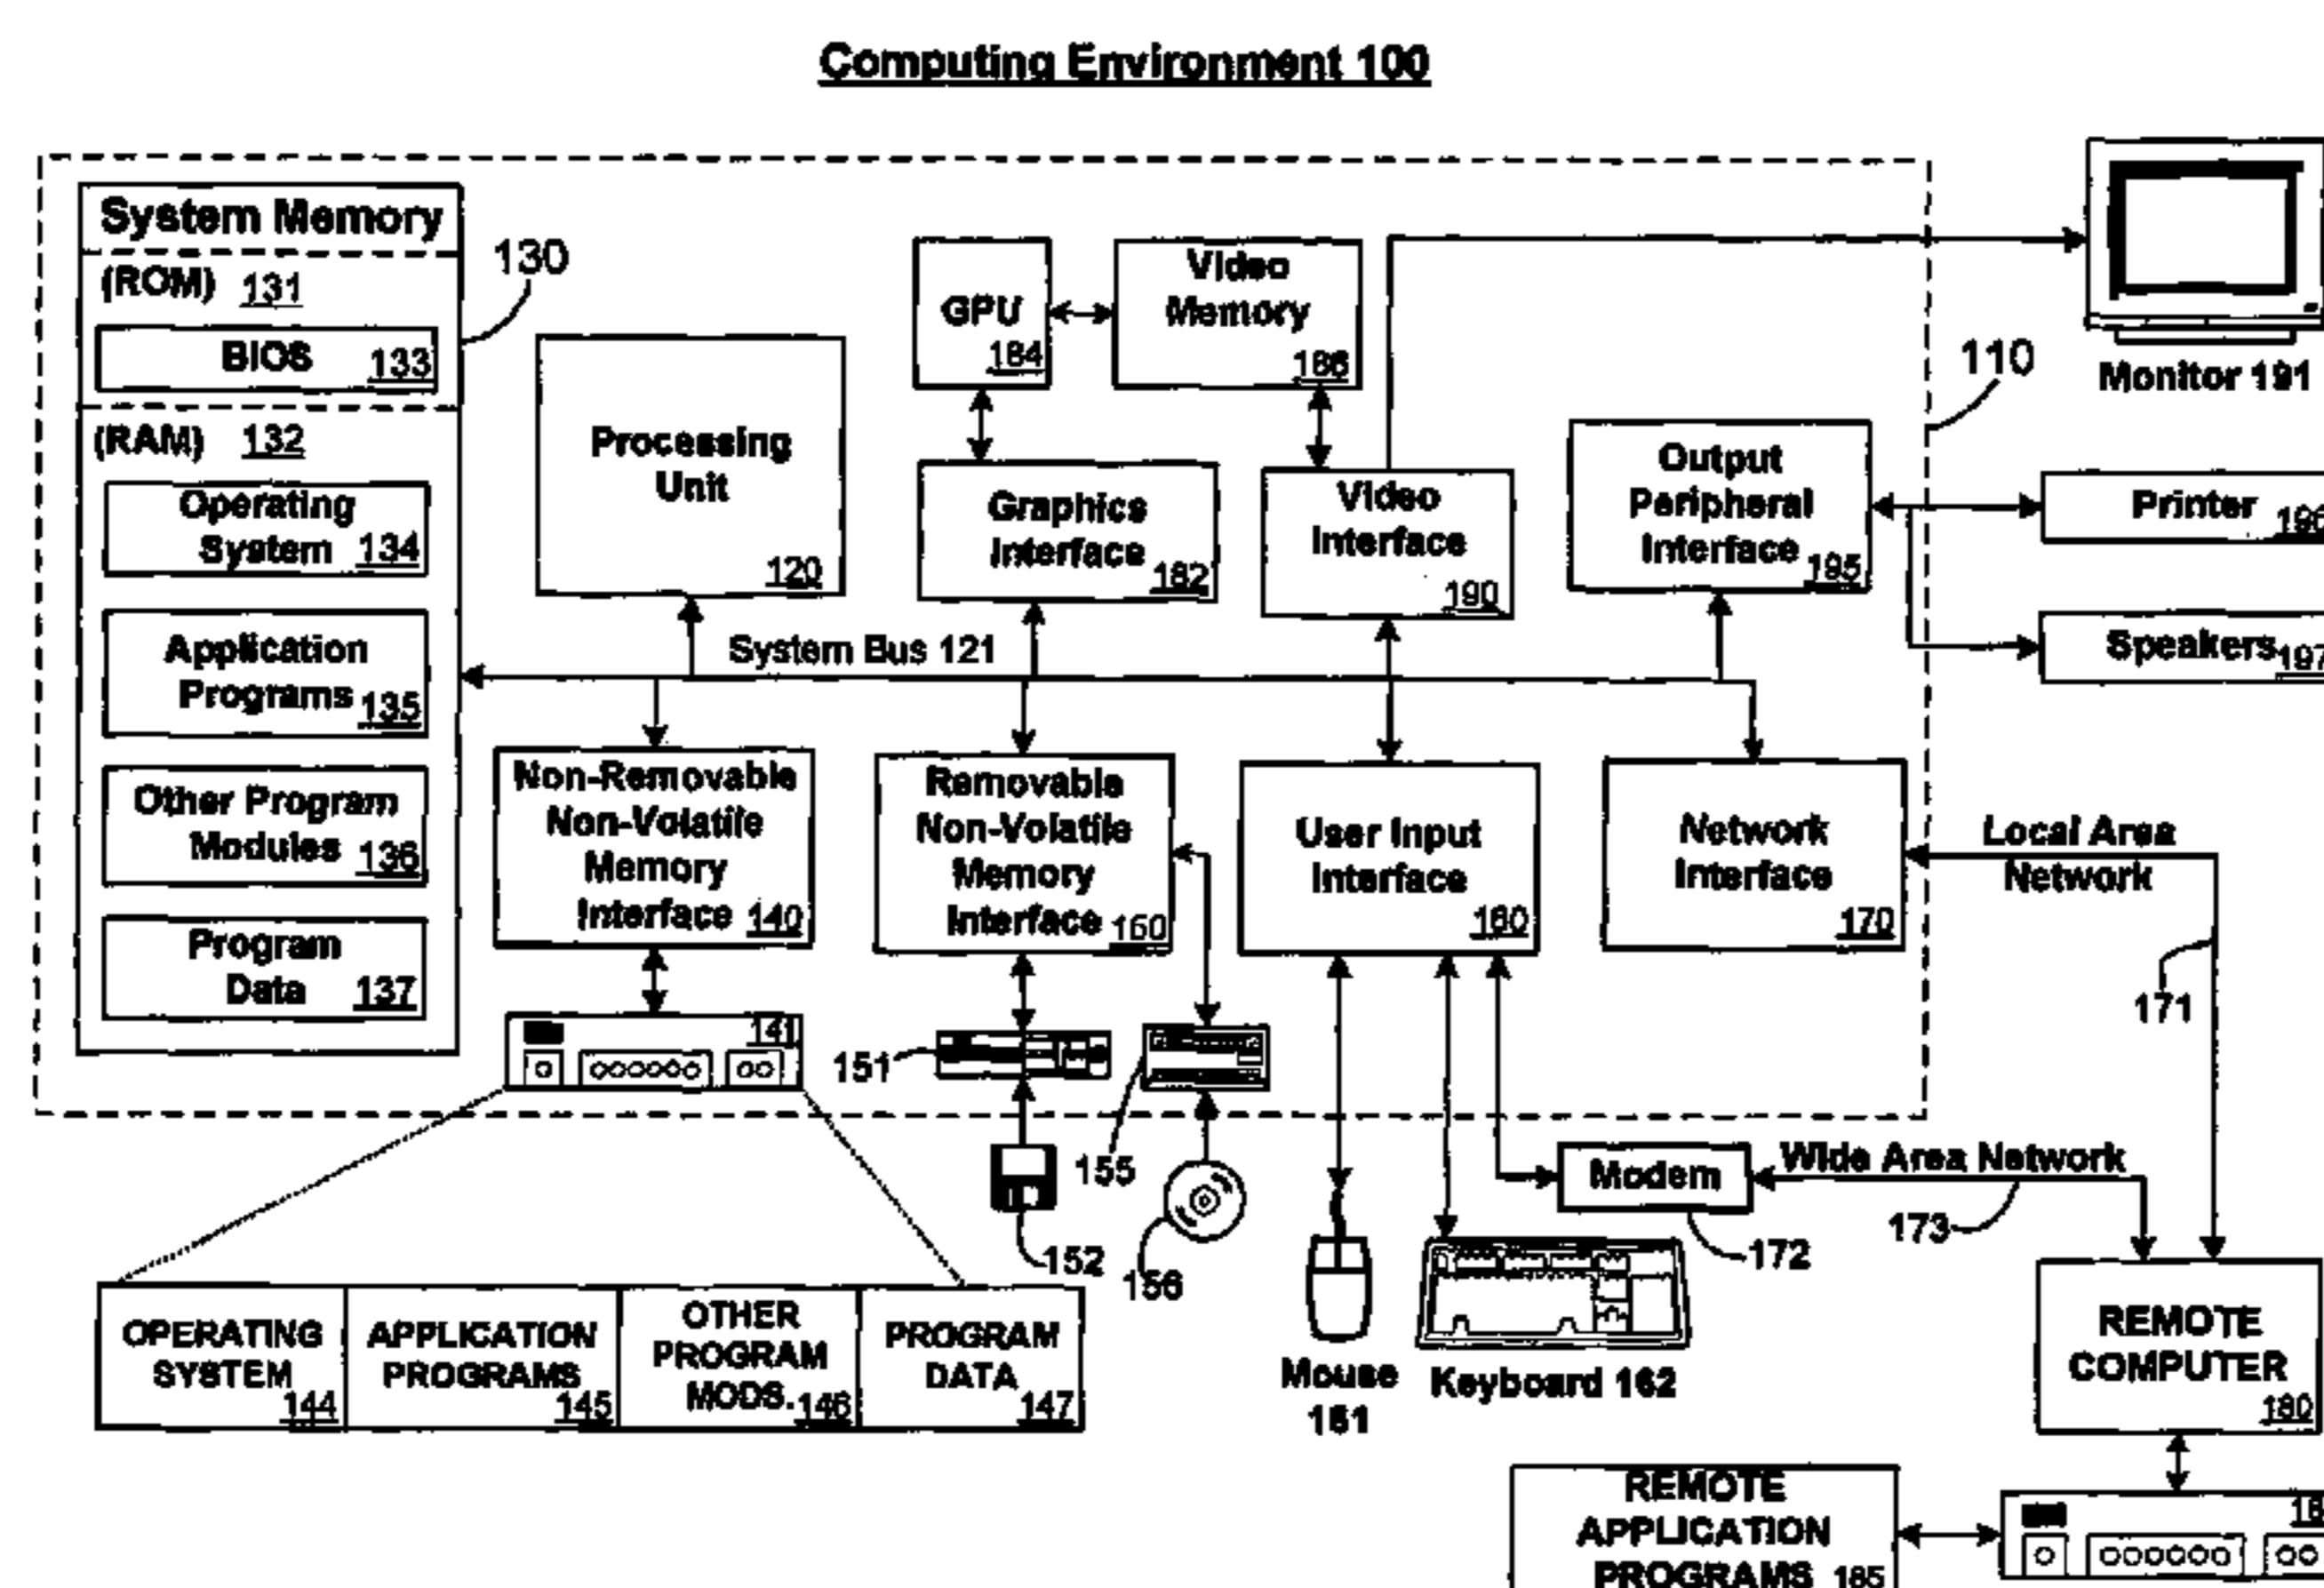 Computing Environment 100
System Memory
(ROM) 131
BIOS 133
(RAM) 132
Operating
System 134
Application
Programs 135
Other Program
Modules 136
Program
Data 137
130
Processing
Unit
120
GPU
184
Video
Memory
186
Graphics
Interface
182
Video
Interface
190
Output
Peripheral
Interface 195
110
Monitor 191
Printer
Speakers 197
System Bus 121
Non-Removable
Non-Volatile
Memory
Interface 140
Removable
Non-Volatile
Memory
Interface 150
User Input
Interface
160
Network
Interface
170
Local Area
Network
171
141
151
155
152
156
Modem
172
Wide Area Network
173
OPERATING
SYSTEM
144
APPLICATION
PROGRAMS
145
OTHER
PROGRAM
MODS. 146
PROGRAM
DATA
147
Mouse
161
Keyboard 162
REMOTE
COMPUTER
180
REMOTE
APPLICATION
PROGRAMS 185